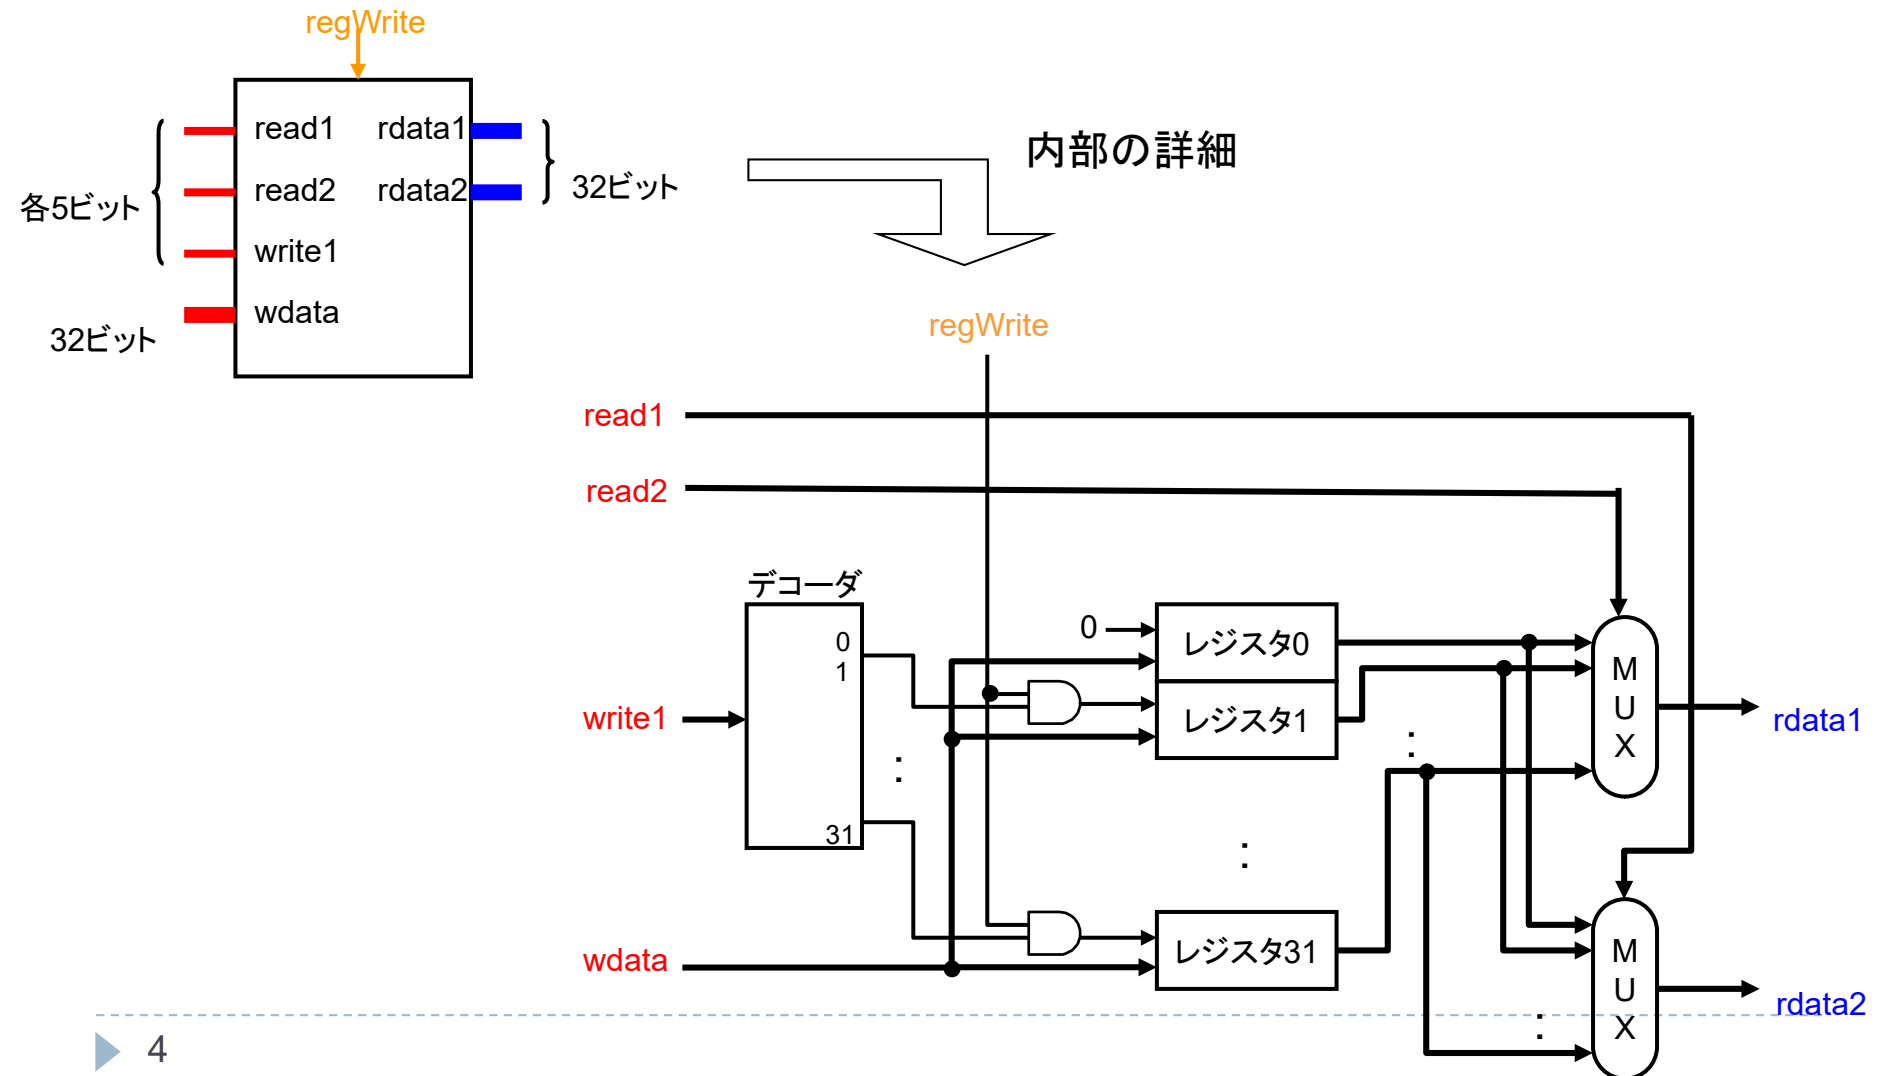 regWrite
read1 rdata1
read2 rdata2
各5ビット
32ビット
write1
wdata
32ビット
内部の詳細
regWrite
read1
read2
デコーダ
0
1
:
31
write1
wdata
0
レジスタ0
レジスタ1
:
レジスタ31
:
M
U
X
rdata1
M
U
X
:
rdata2
4